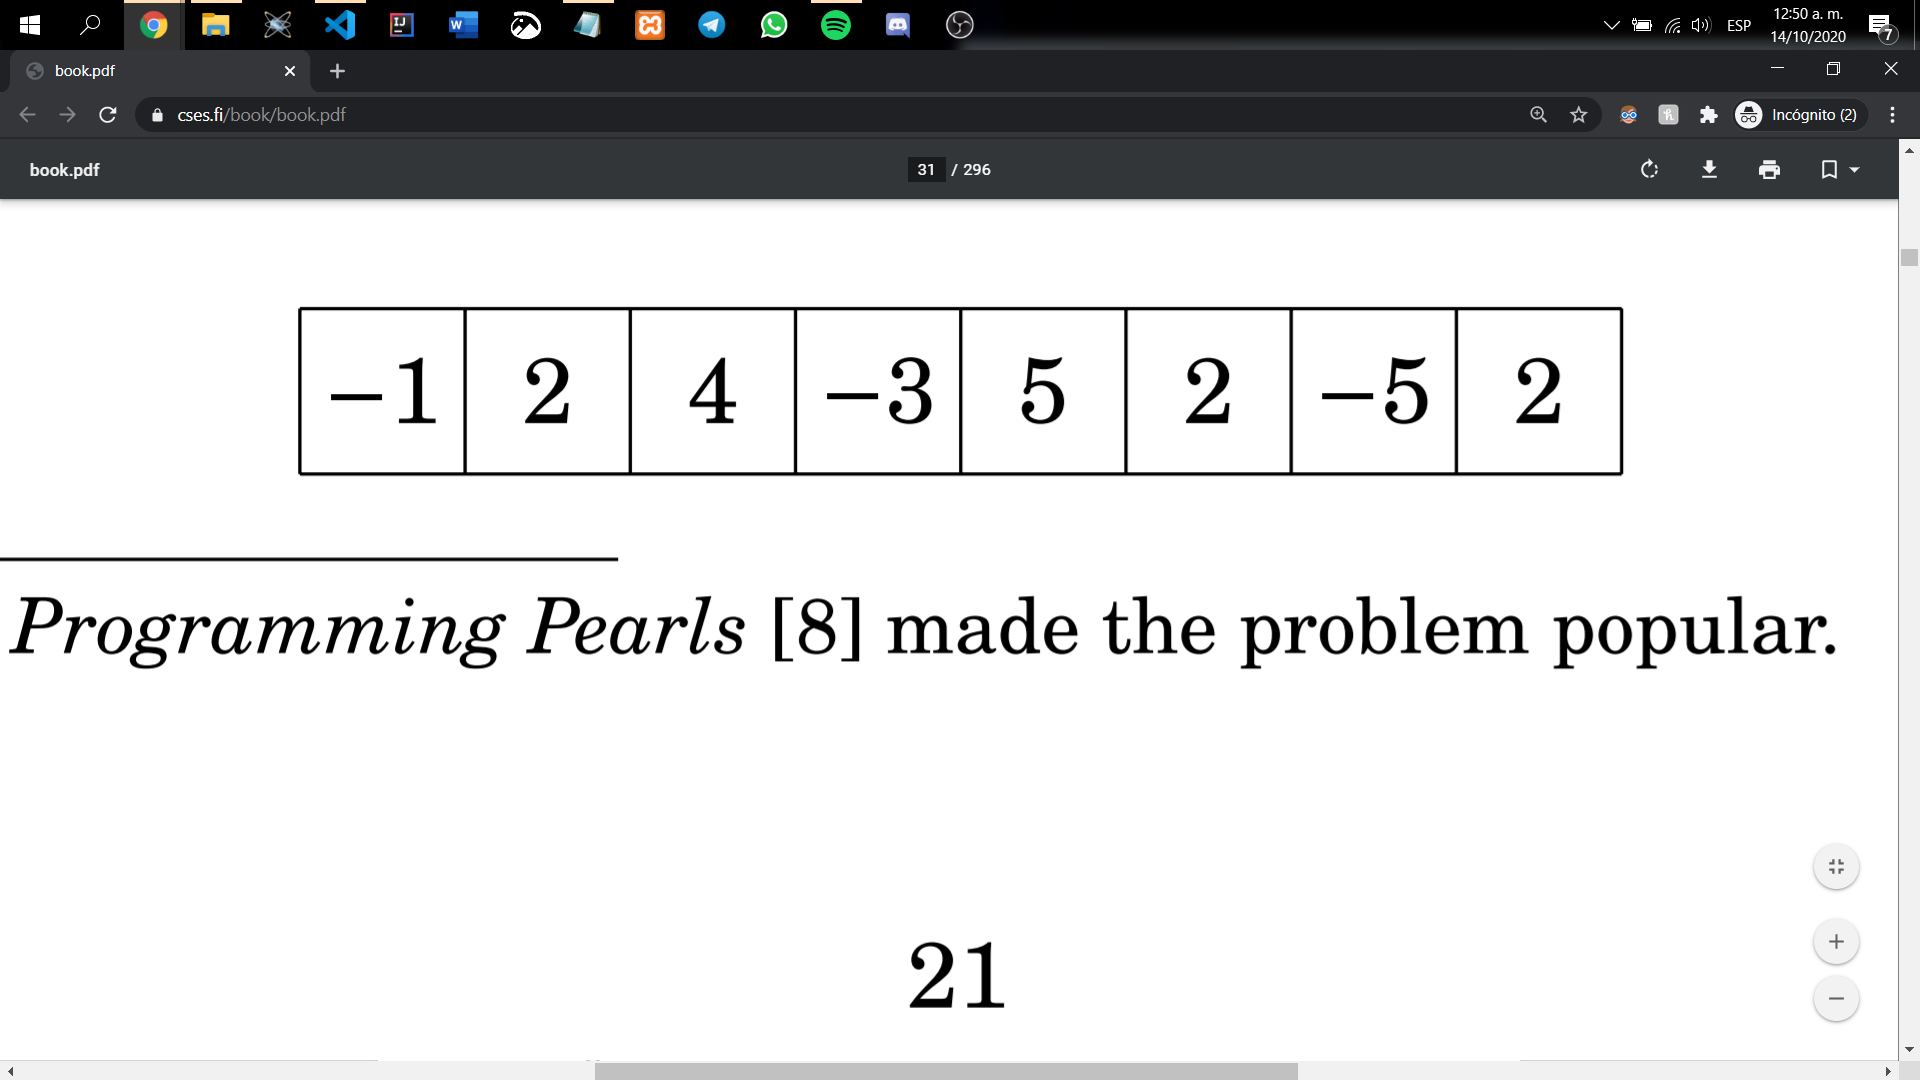 12:50 a. m.
ESP
14/10/2020
7
book.pdf
cses.fi/book/book.pdf
Incógnito (2)
book.pdf
31 / 296
−1 2 4 −3 5 2 −5 2
Programming Pearls [8] made the problem popular.
21